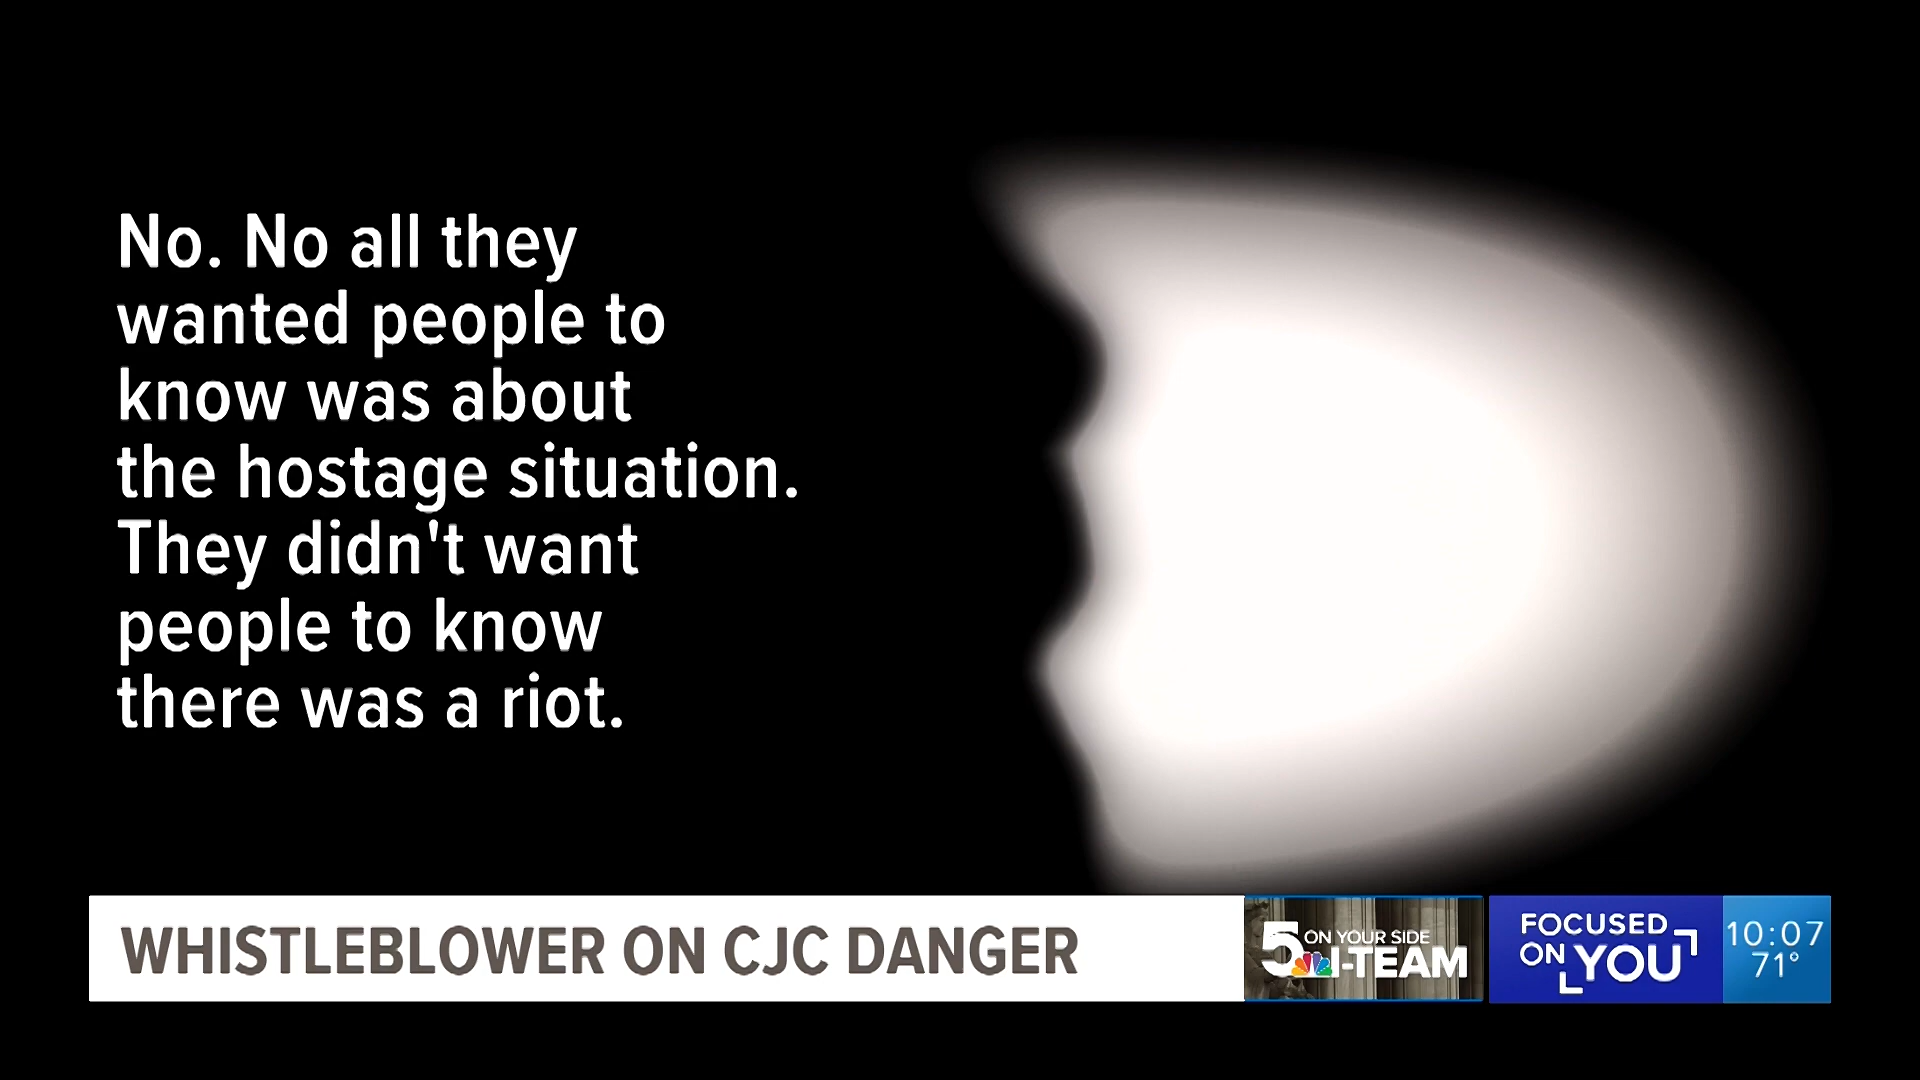 No. No all they
wanted people to
know was about
the hostage situation.
They didn't want
people to know
there was a riot.
WHISTLEBLOWER ON CJC DANGER
5 ON YOUR SIDE
I-TEAM
FOCUSED
ON YOU
10:07
71°